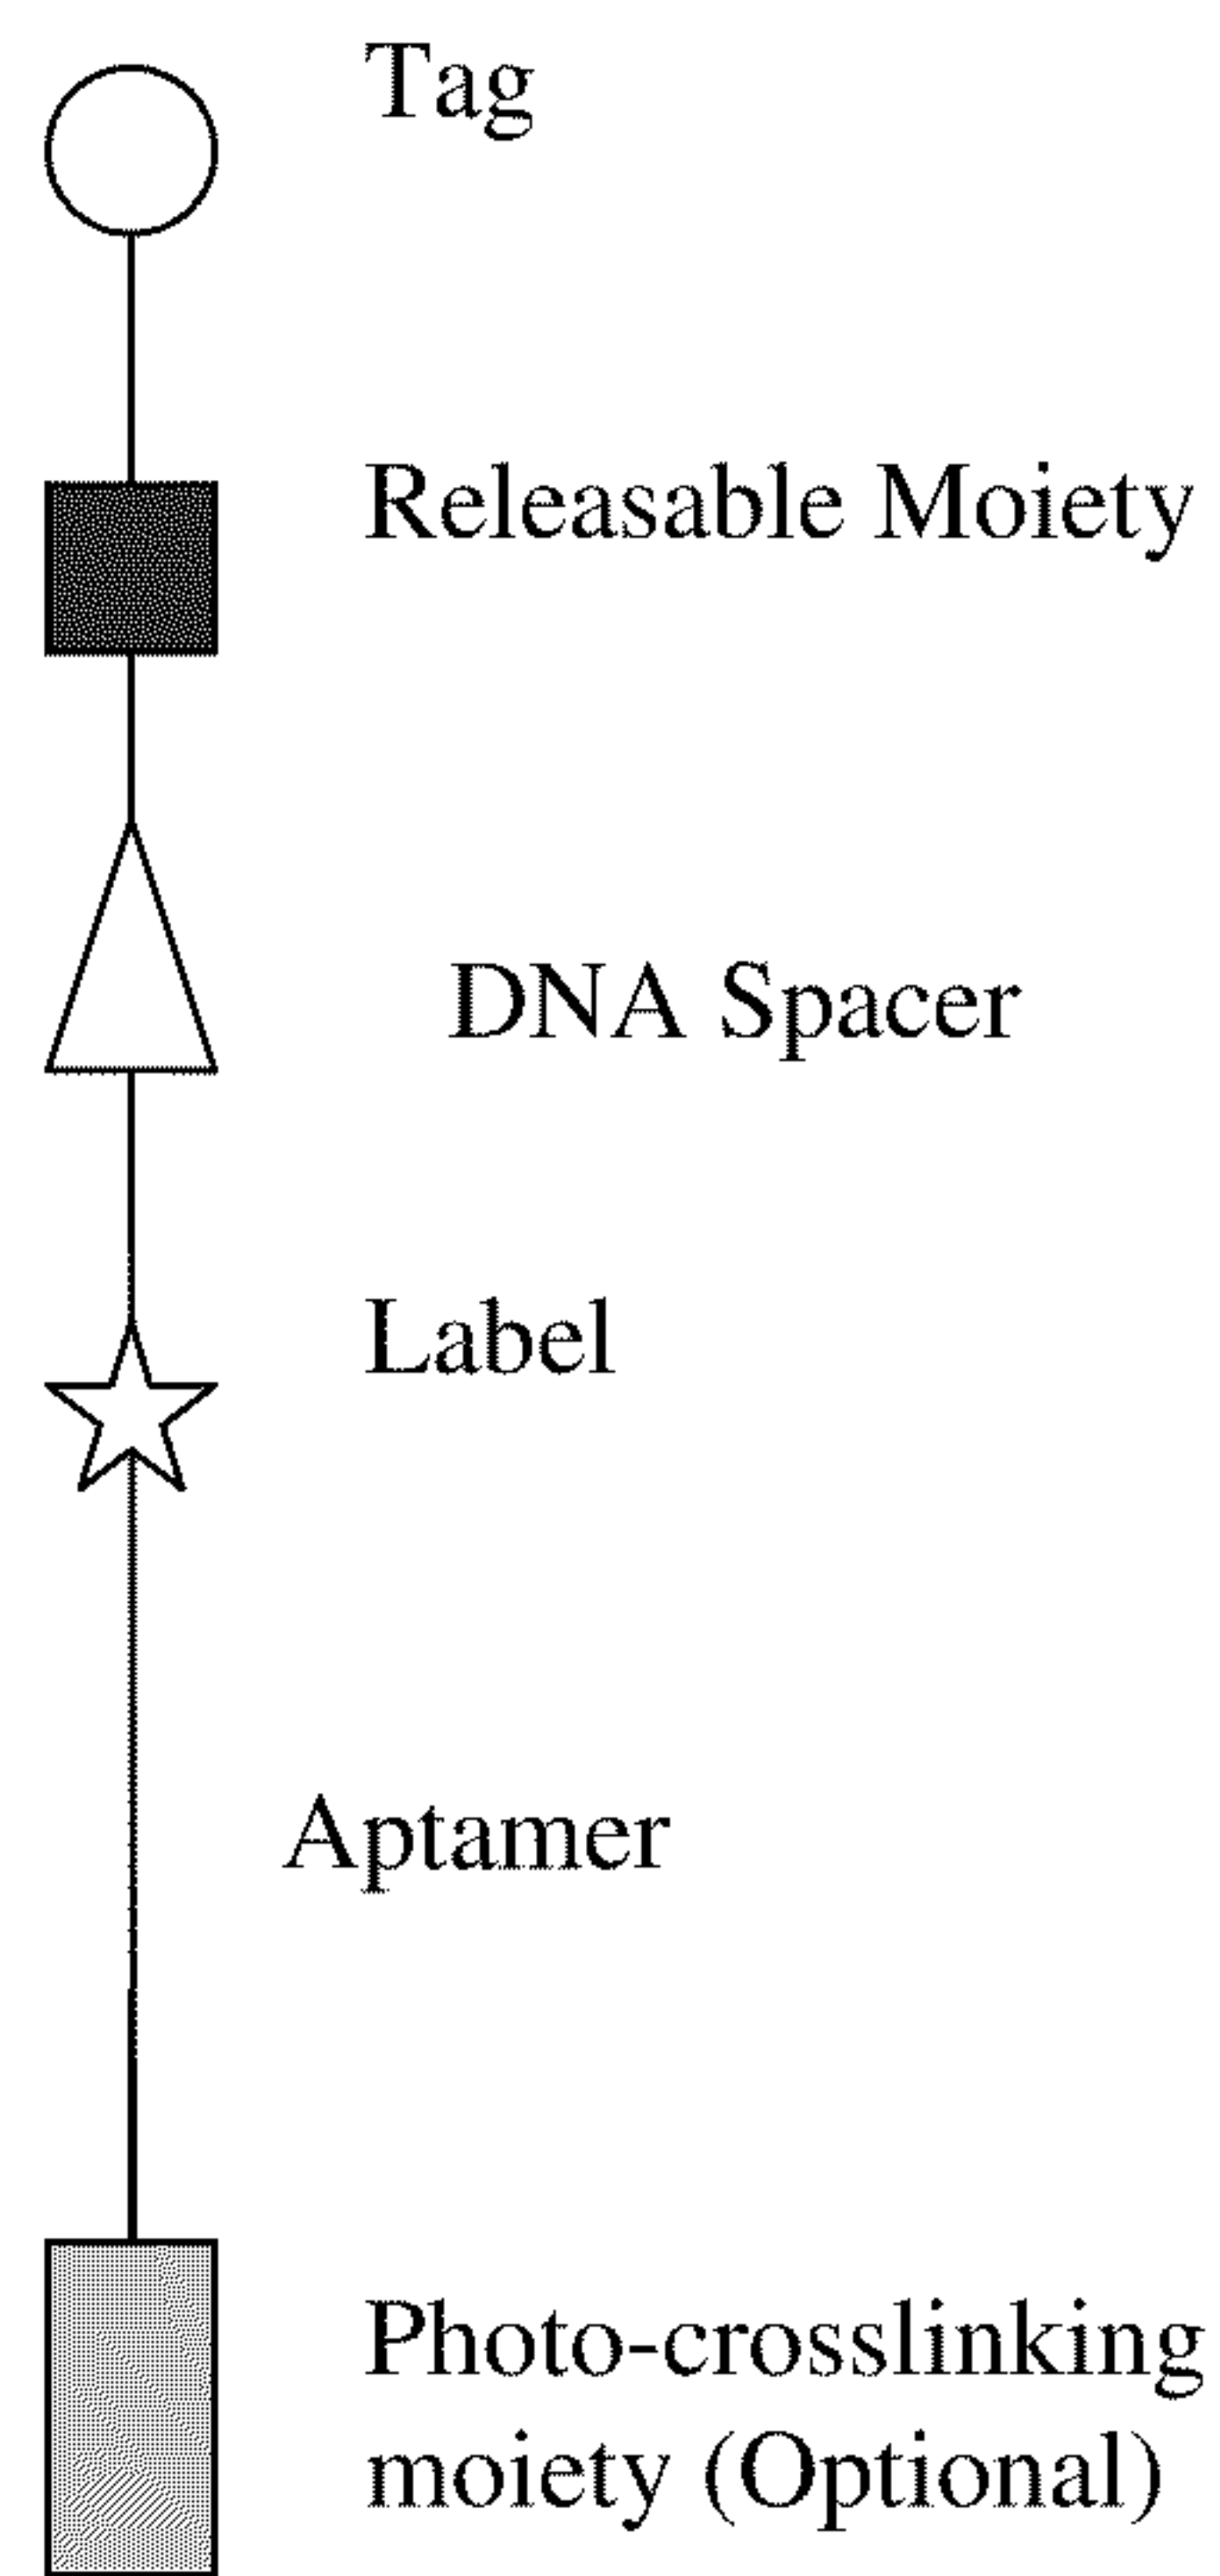 Tag
Releasable Moiety
DNA Spacer
Label
Aptamer
Photo-crosslinking
moiety (Optional)